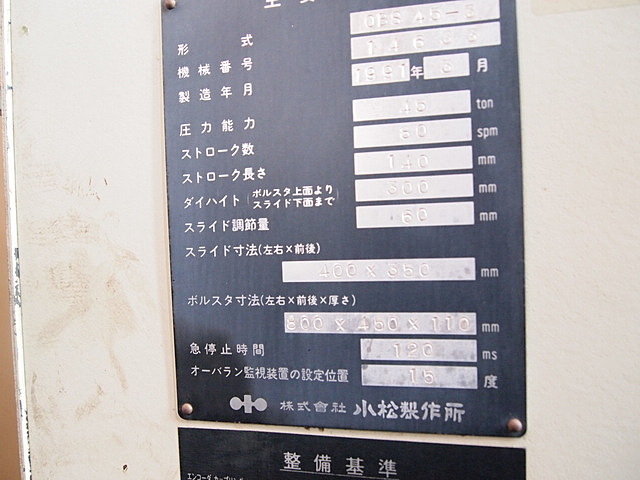 主要
形式 OBS 45-3
機械番号 14633
製造年月 1991年 3月
圧力能力 45 ton
ストローク数 60 spm
ストローク長さ 140 mm
ダイハイト (ボルスタ上面より スライド下面まで) 300 mm
スライド調節量 60 mm
スライド寸法(左右×前後)
400×350 mm
ボルスタ寸法(左右×前後×厚さ)
800×450×110 mm
急停止時間 120 ms
オーバラン監視装置の設定位置 15 度
株式會社 小松製作所
整備基準